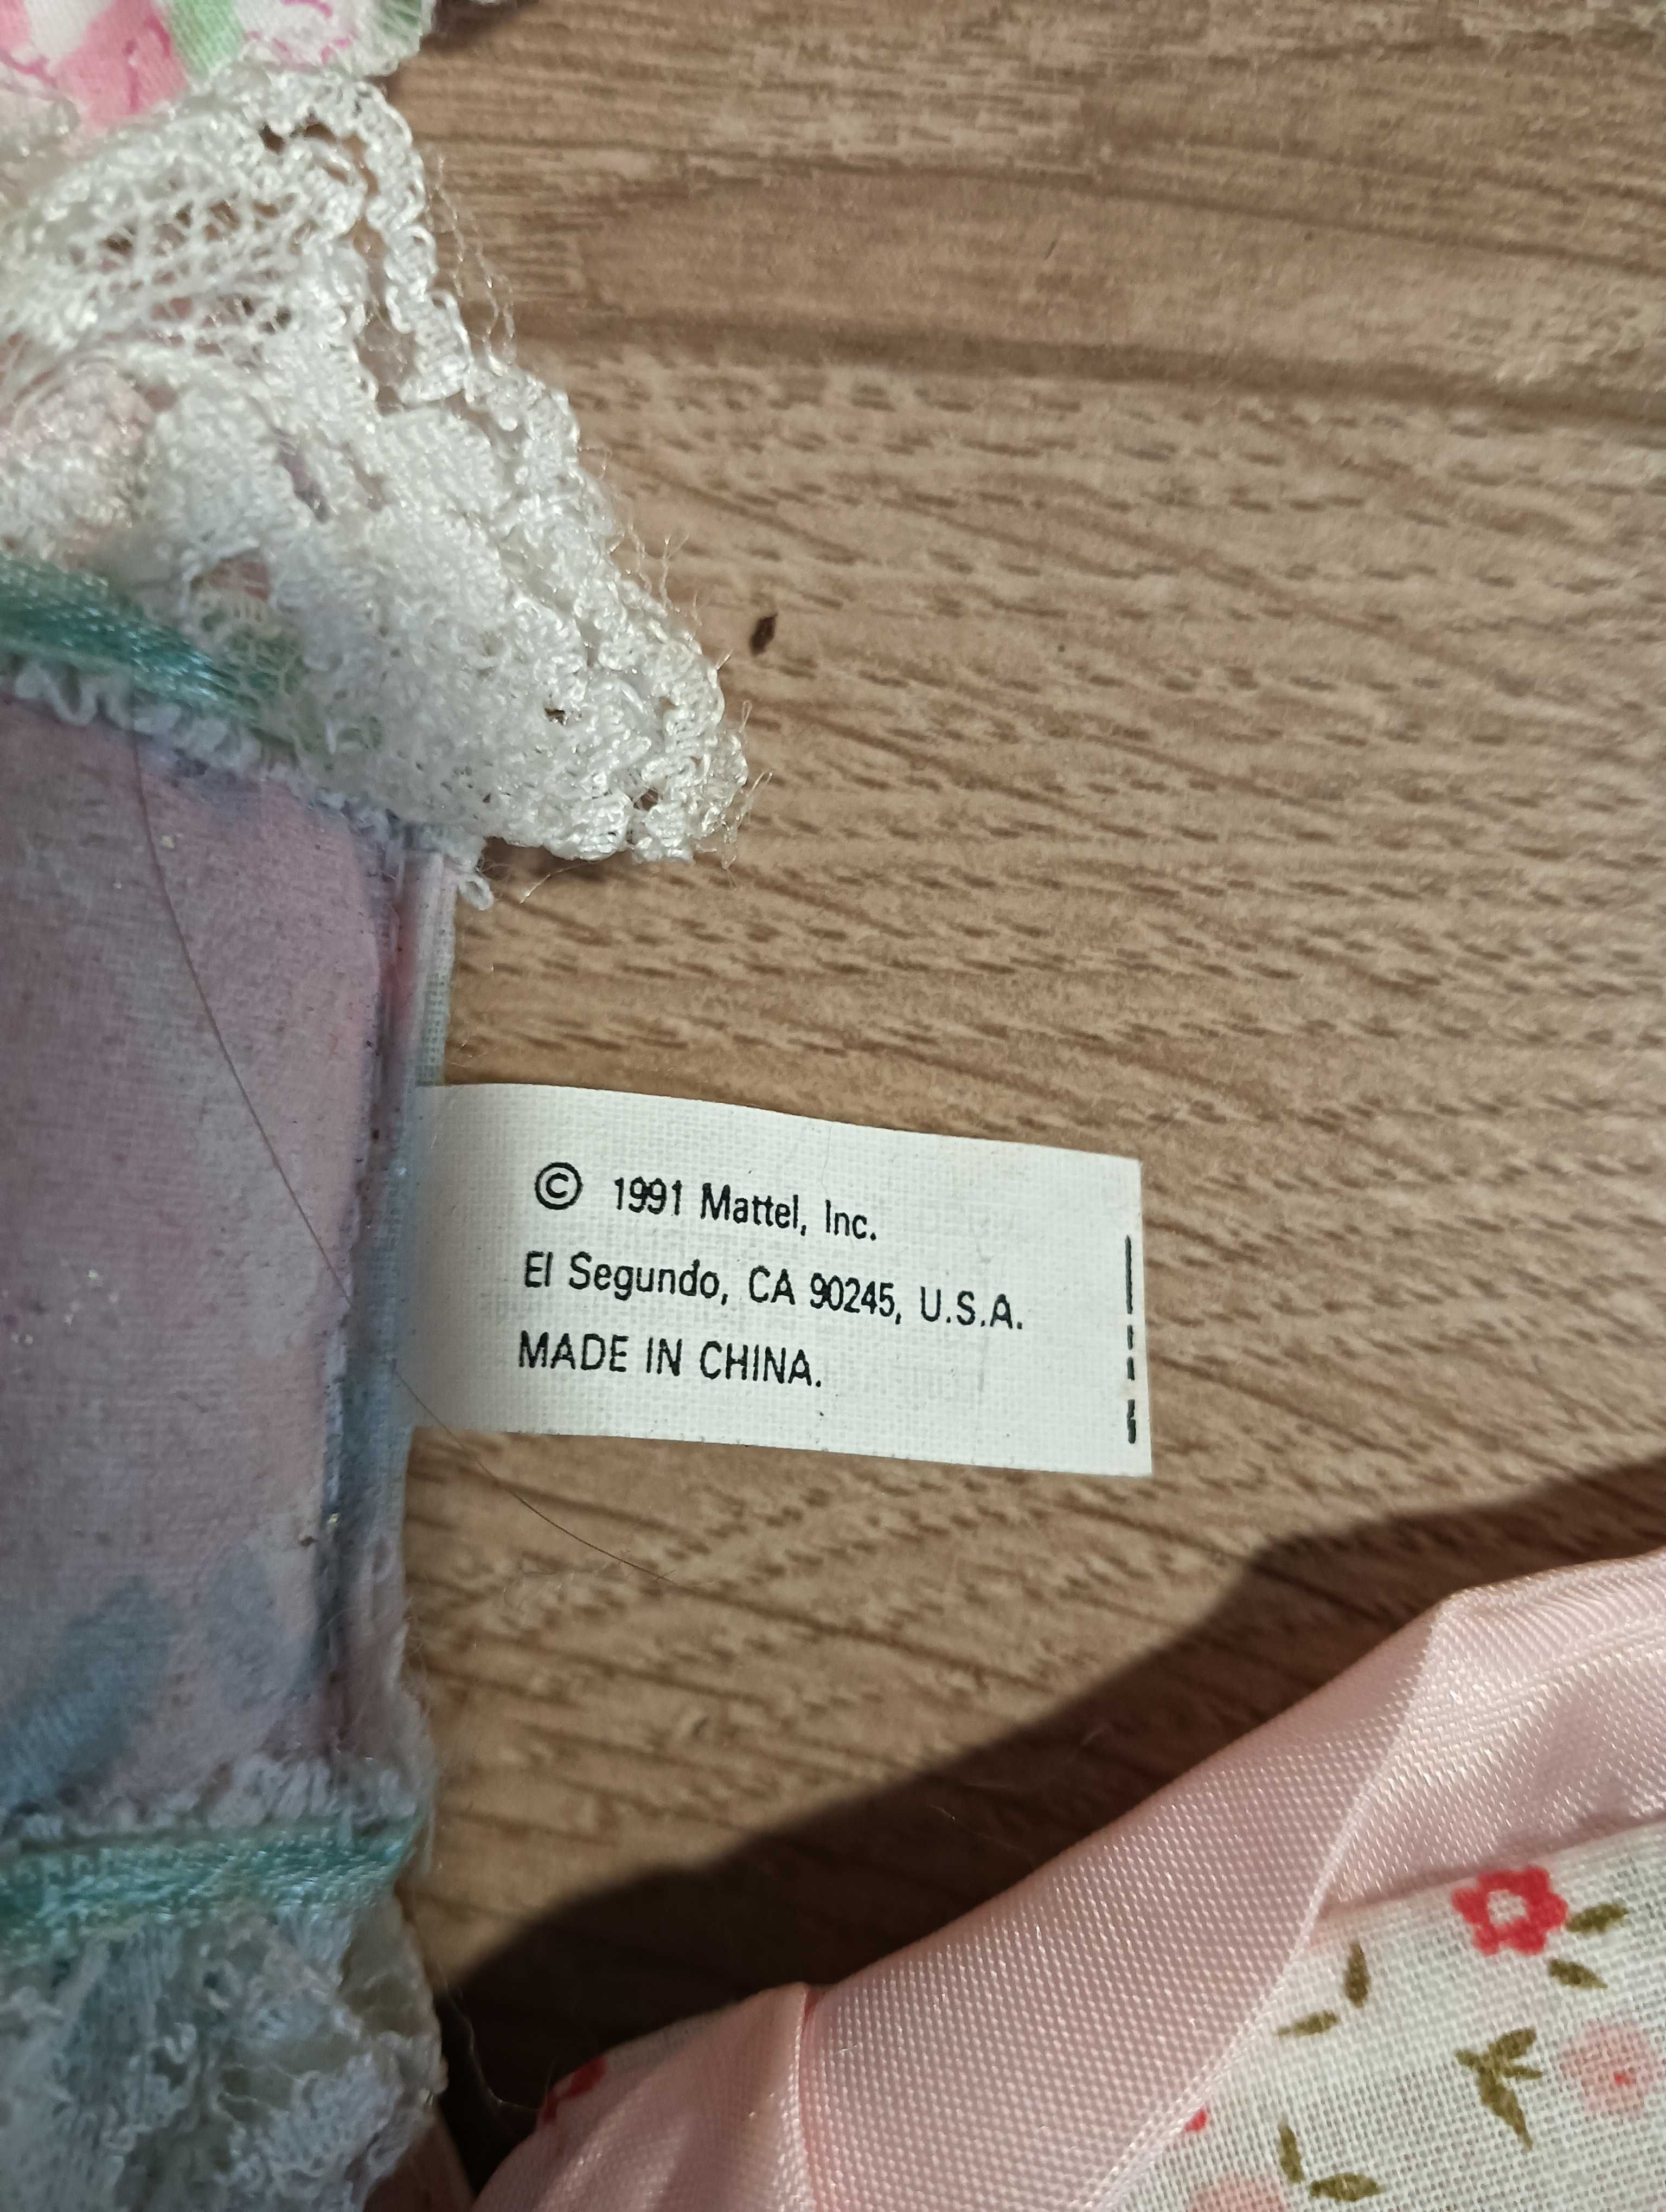 © 1991 Mattel, Inc.
El Segundo, CA 90245, U.S.A.
MADE IN CHINA.